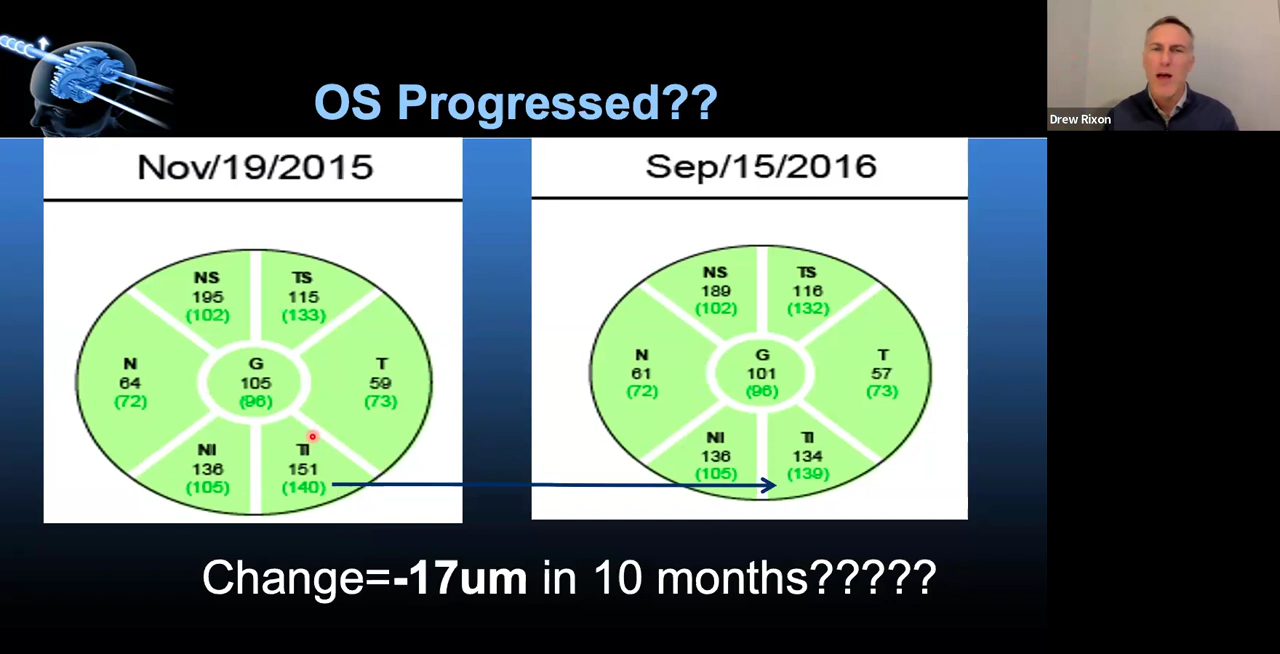 OS Progressed??
Drew Rixon
Nov/19/2015
NS
195
(102)
TS
115
(133)
N
64
(72)
G
105
(96)
T
59
(73)
NI
136
(105)
TI
151
(140)
Sep/15/2016
NS
189
(102)
TS
116
(132)
N
61
(72)
G
101
(96)
T
57
(73)
NI
136
(105)
TI
134
(139)
Change=-17um in 10 months?????